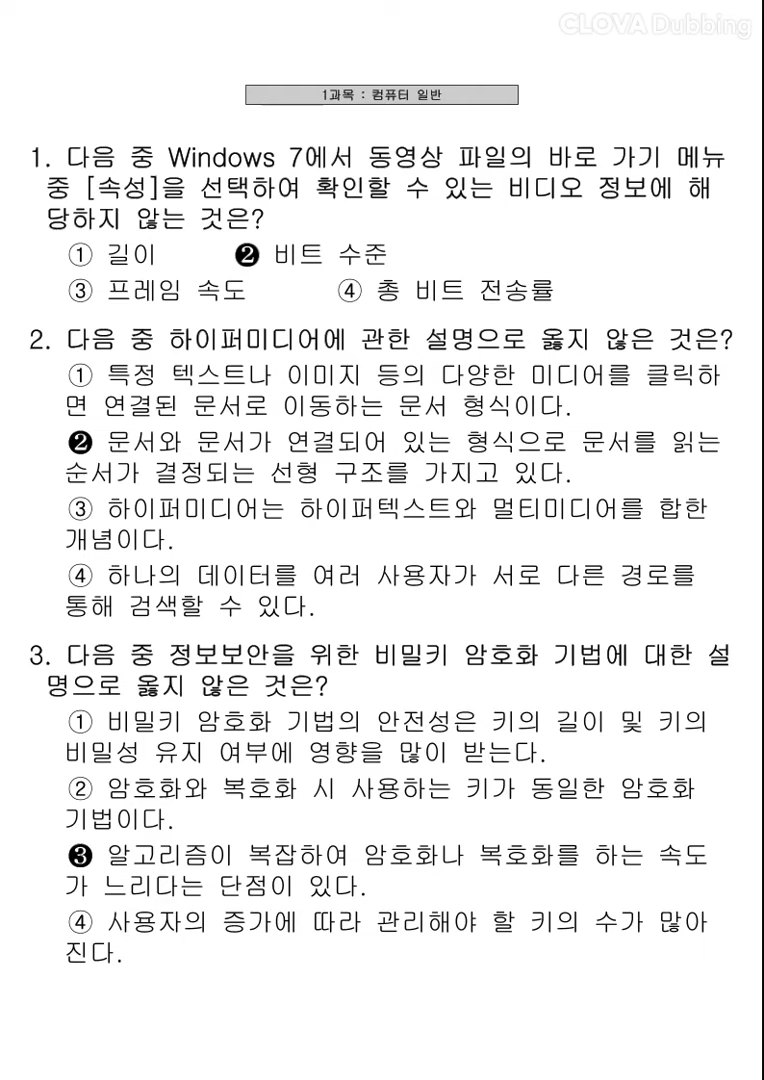 CLOVA Dubbing
1과목 : 컴퓨터 일반
1. 다음 중 Windows 7에서 동영상 파일의 바로 가기 메뉴
중 [속성]을 선택하여 확인할 수 있는 비디오 정보에 해
당하지 않는 것은?
① 길이 ❷ 비트 수준
③ 프레임 속도 ④ 총 비트 전송률
2. 다음 중 하이퍼미디어에 관한 설명으로 옳지 않은 것은?
① 특정 텍스트나 이미지 등의 다양한 미디어를 클릭하
면 연결된 문서로 이동하는 문서 형식이다.
❷ 문서와 문서가 연결되어 있는 형식으로 문서를 읽는
순서가 결정되는 선형 구조를 가지고 있다.
③ 하이퍼미디어는 하이퍼텍스트와 멀티미디어를 합한
개념이다.
④ 하나의 데이터를 여러 사용자가 서로 다른 경로를
통해 검색할 수 있다.
3. 다음 중 정보보안을 위한 비밀키 암호화 기법에 대한 설
명으로 옳지 않은 것은?
① 비밀키 암호화 기법의 안전성은 키의 길이 및 키의
비밀성 유지 여부에 영향을 많이 받는다.
② 암호화와 복호화 시 사용하는 키가 동일한 암호화
기법이다.
❸ 알고리즘이 복잡하여 암호화나 복호화를 하는 속도
가 느리다는 단점이 있다.
④ 사용자의 증가에 따라 관리해야 할 키의 수가 많아
진다.